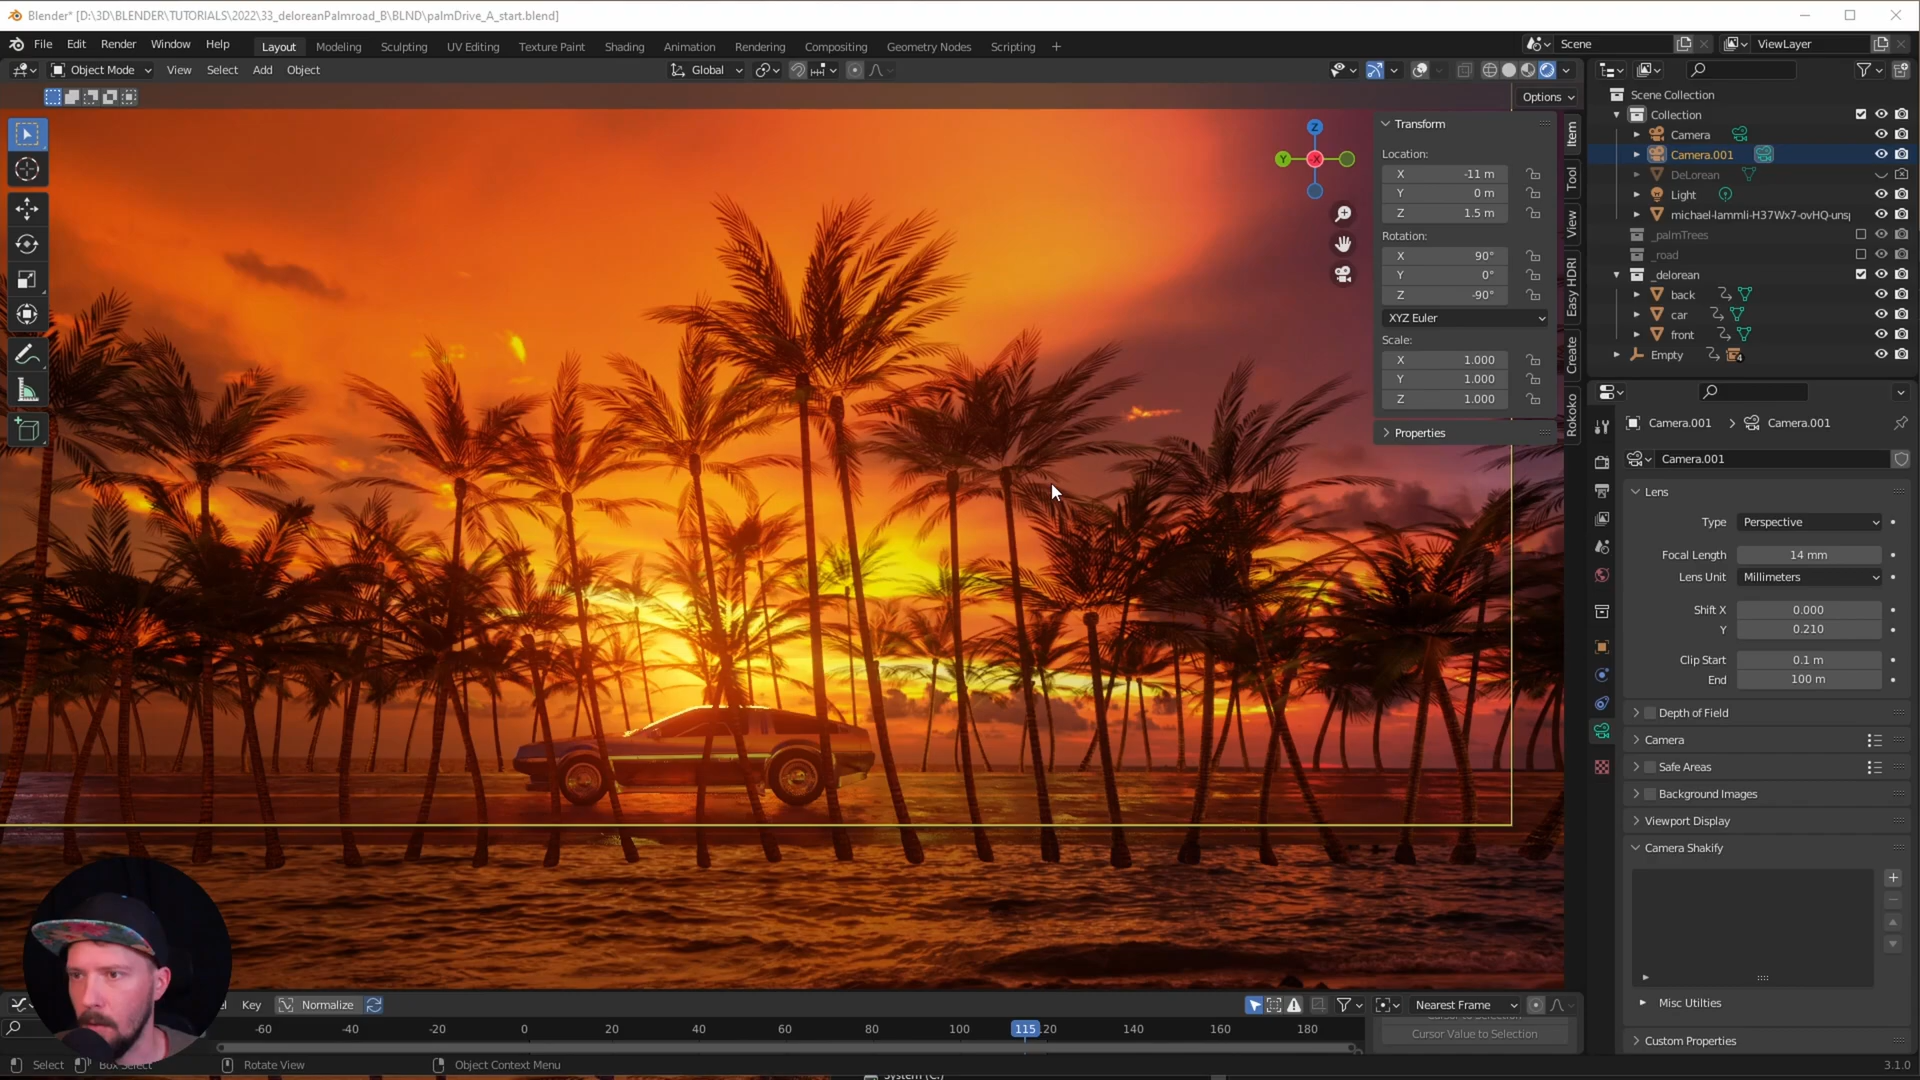 Blender* [D:\3D\BLENDER\TUTORIALS\2022\33_deloreanPalmroad_B\BLND\palmDrive_A_start.blend]
File Edit Render Window Help Layout Modeling Sculpting UV Editing Texture Paint Shading Animation Rendering Compositing Geometry Nodes Scripting + Scene ViewLayer
Object Mode View Select Add Object Global
Options
Scene Collection
Collection
Camera
Camera.001
DeLorean
Light
michael-lammli-H37Wx7-ovHQ-uns
_palmTrees
_road
_delorean
back
car
front
Empty 4
Z
Y X
Transform
Location:
X -11 m
Y 0 m
Z 1.5 m
Rotation:
X 90°
Y 0°
Z -90°
XYZ Euler
Scale:
X 1.000
Y 1.000
Z 1.000
Properties
Item
Tool
View
Easy HDRI
Create
Rokoko
Camera.001 > Camera.001
Camera.001
Lens
Type Perspective
Focal Length 14 mm
Lens Unit Millimeters
Shift X 0.000
Y 0.210
Clip Start 0.1 m
End 100 m
Depth of Field
Camera
Safe Areas
Background Images
Viewport Display
Camera Shakify
Misc Utilties
Custom Properties
Key Normalize Nearest Frame
-60 -40 -20 0 20 40 60 80 100 115 120 140 160 180
Cursor to Selection
Cursor Value to Selection
Select Box Select Rotate View Object Context Menu 3.1.0
System (C:)